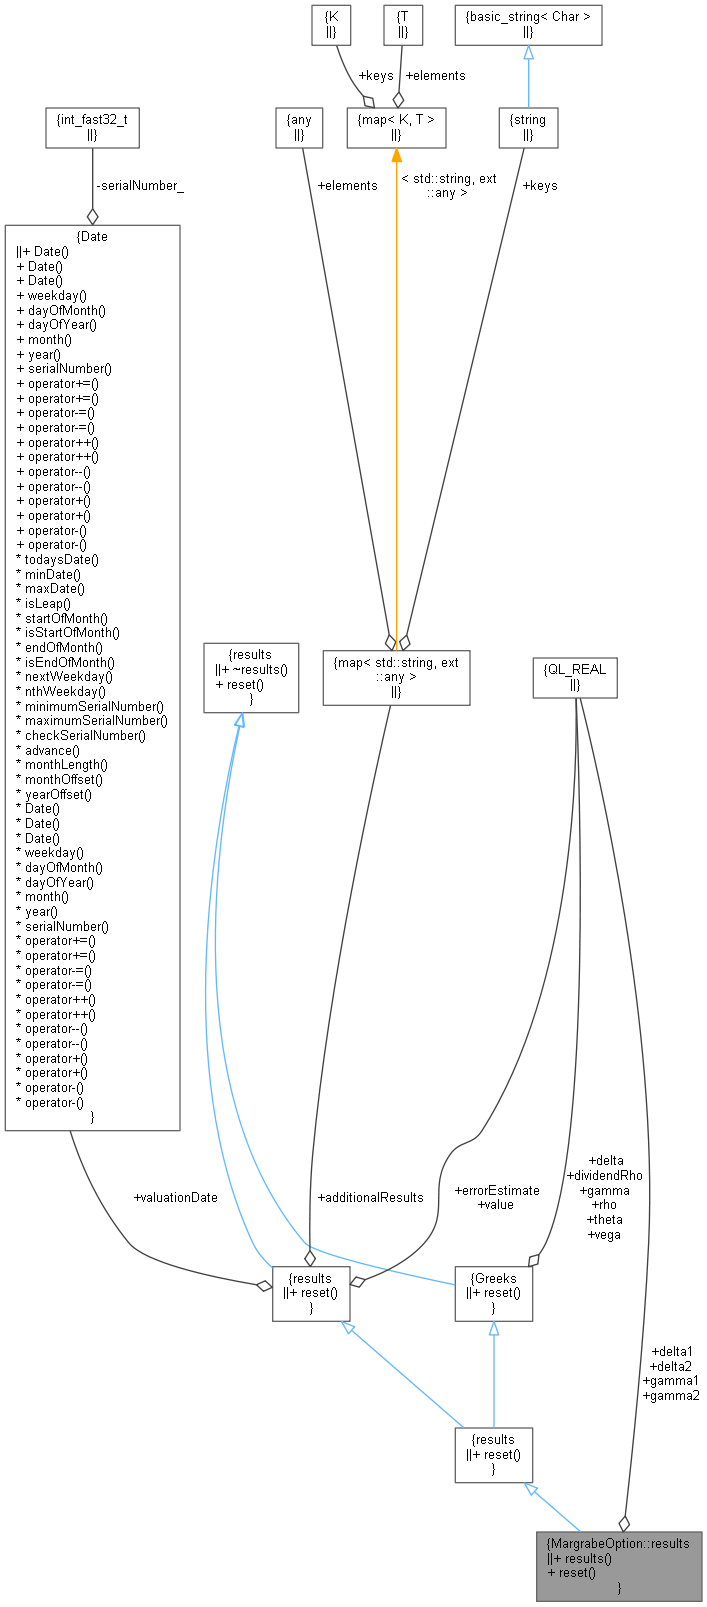 {K
||}
{T
||}
{basic_string< Char >
||}
+keys
+elements
{int_fast32_t
||}
{any
||}
{map< K, T >
||}
{string
||}
-serialNumber_
+elements
< std::string, ext
::any >
+keys
{Date
||+ Date()
+ Date()
+ Date()
+ weekday()
+ dayOfMonth()
+ dayOfYear()
+ month()
+ year()
+ serialNumber()
+ operator+=()
+ operator+=()
+ operator-=()
+ operator-=()
+ operator++()
+ operator++()
+ operator--()
+ operator--()
+ operator+()
+ operator+()
+ operator-()
+ operator-()
* todaysDate()
* minDate()
* maxDate()
* isLeap()
* startOfMonth()
* isStartOfMonth()
* endOfMonth()
* isEndOfMonth()
* nextWeekday()
* nthWeekday()
* minimumSerialNumber()
* maximumSerialNumber()
* checkSerialNumber()
* advance()
* monthLength()
* monthOffset()
* yearOffset()
* Date()
* Date()
* Date()
* weekday()
* dayOfMonth()
* dayOfYear()
* month()
* year()
* serialNumber()
* operator+=()
* operator+=()
* operator-=()
* operator-=()
* operator++()
* operator++()
* operator--()
* operator--()
* operator+()
* operator+()
* operator-()
* operator-()
}
{results
||+ ~results()
+ reset()
}
{map< std::string, ext
::any >
||}
{QL_REAL
||}
+valuationDate
+additionalResults
+errorEstimate
+value
+delta
+dividendRho
+gamma
+rho
+theta
+vega
{results
||+ reset()
}
{Greeks
||+ reset()
}
+delta1
+delta2
+gamma1
+gamma2
{results
||+ reset()
}
{MargrabeOption::results
||+ results()
+ reset()
}